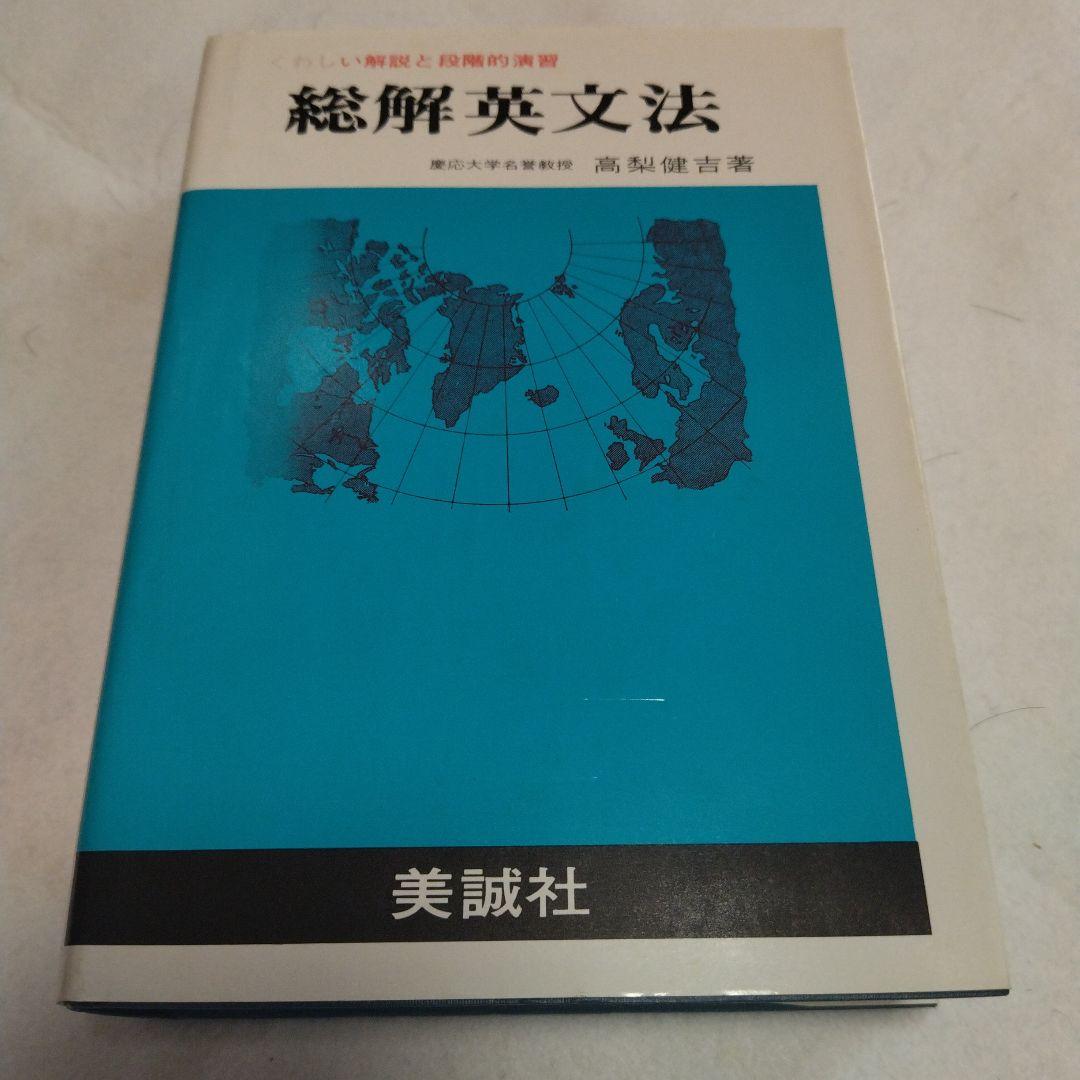 くわしい解説と段階的演習
総解英文法
慶応大学名誉教授 高梨健吉著
美誠社